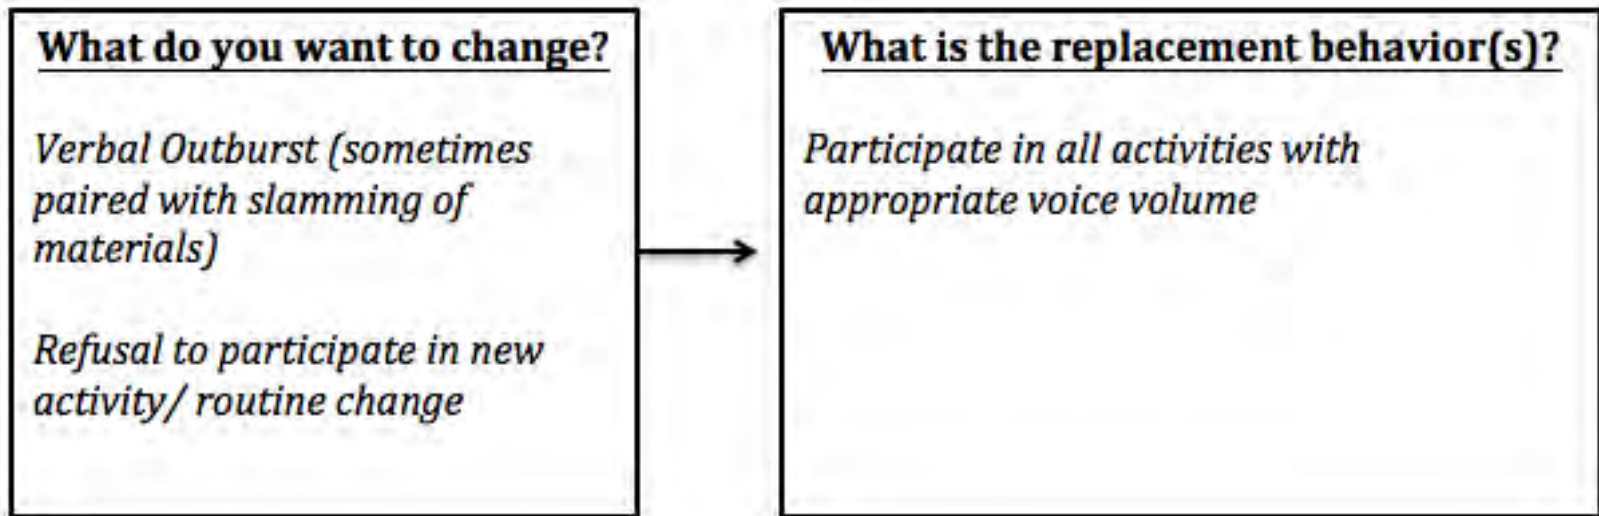 What do you want to change?
Verbal Outburst (sometimes
paired with slamming of
materials)
Refusal to participate in new
activity/ routine change
What is the replacement behavior(s)?
Participate in all activities with
appropriate voice volume